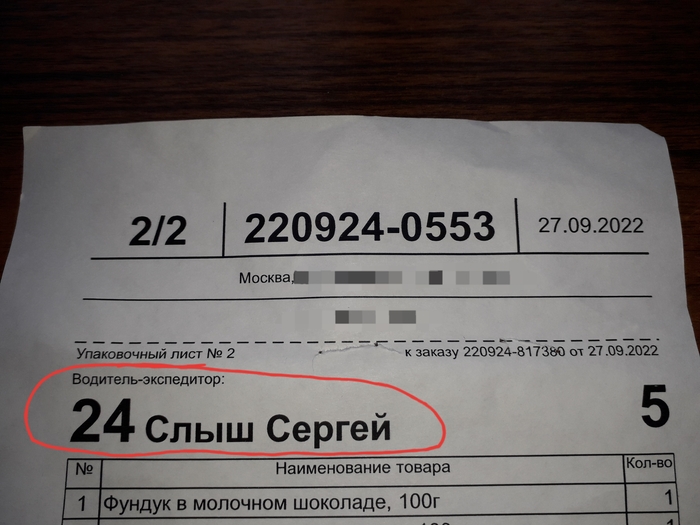 2/2 220924-0553 27.09.2022
Москва,
Упаковочный лист № 2 к заказу 220924-817380 от 27.09.2022
Водитель-экспедитор:
24 Слыш Сергей 5
№ Наименование товара Кол-во
1 Фундук в молочном шоколаде, 100г 1